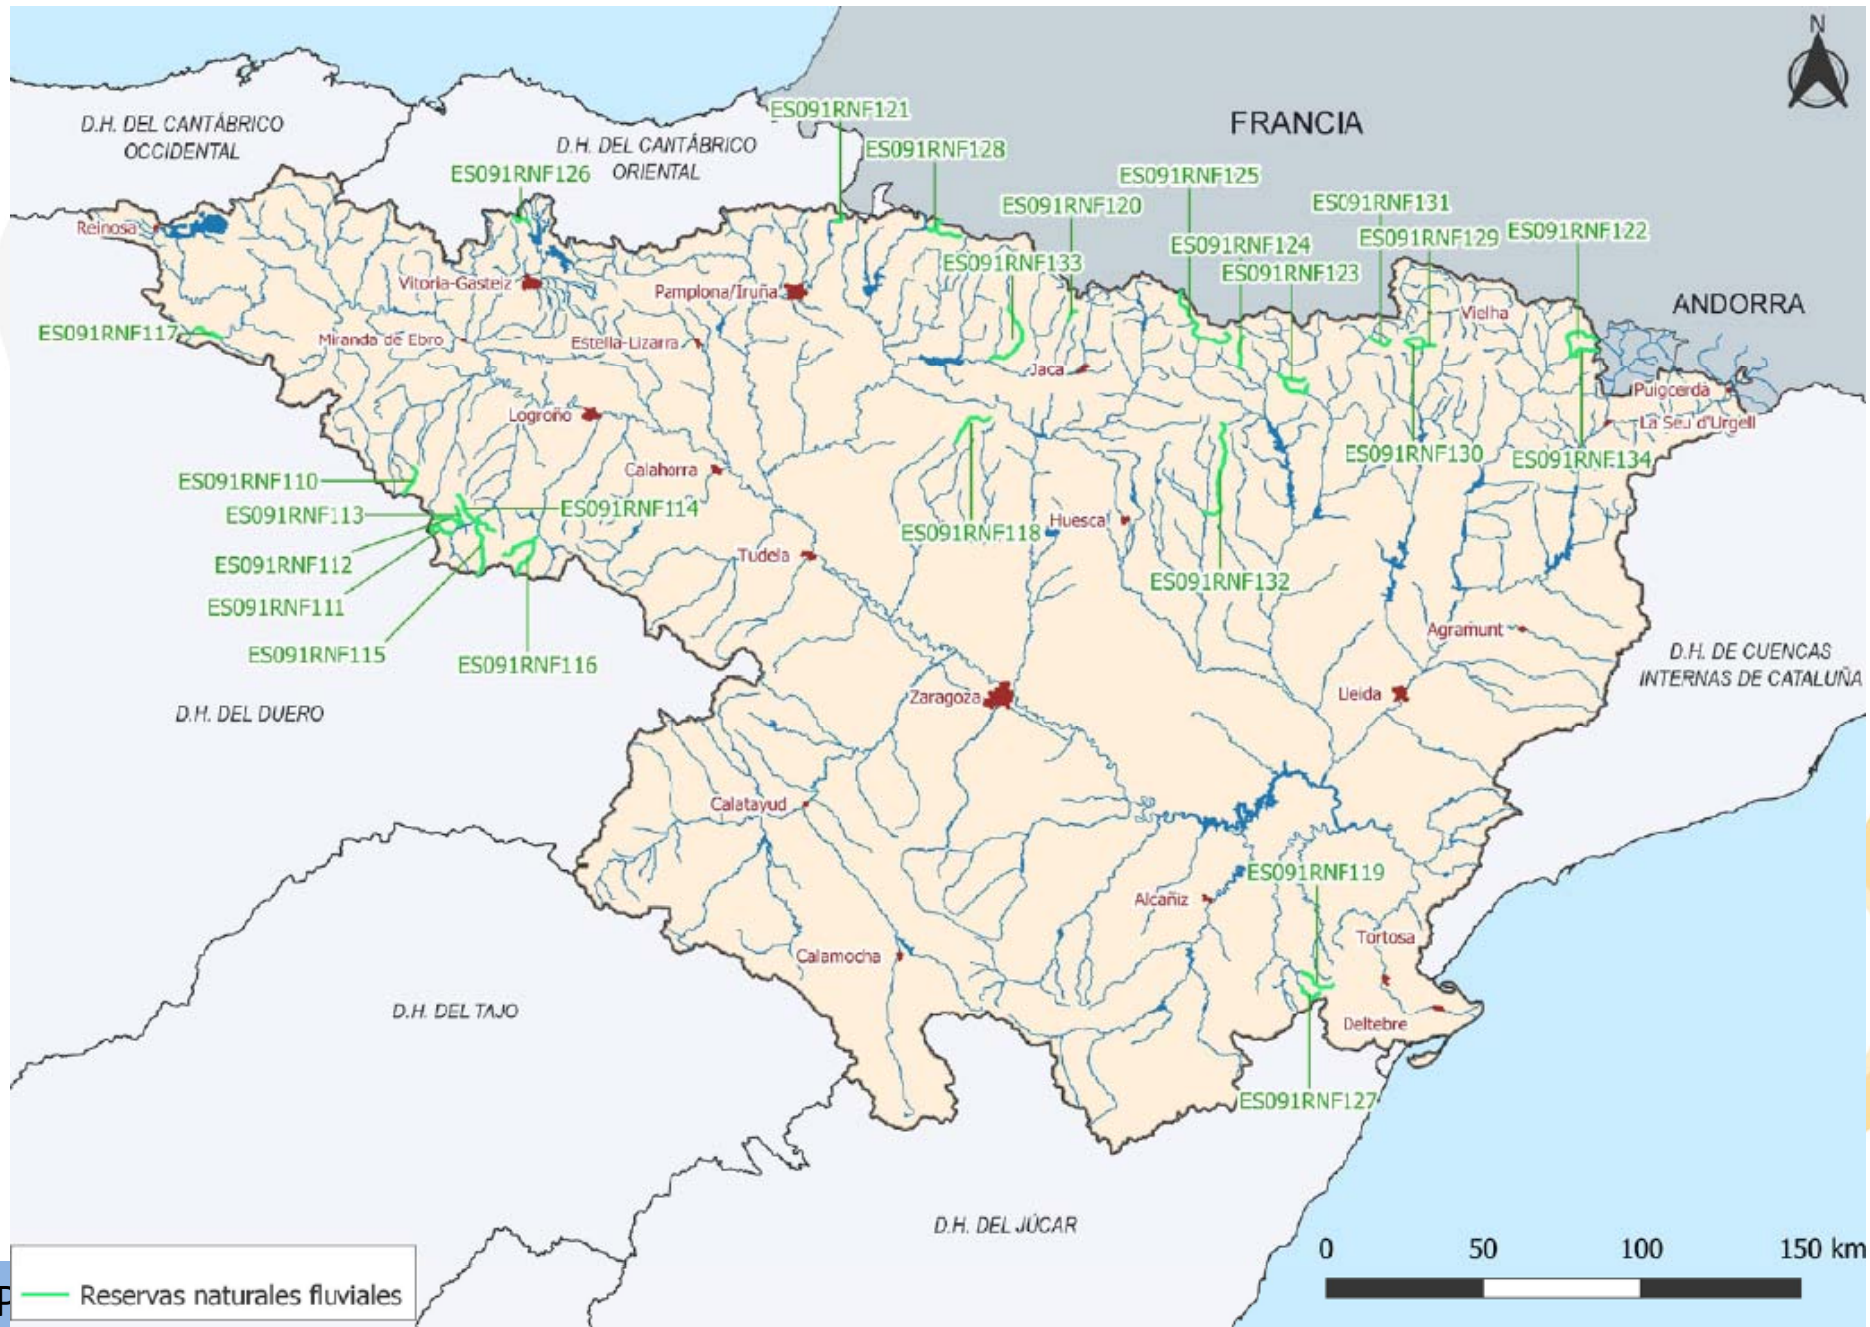 N
ES091RNF121
FRANCIA
D.H. DEL CANTÁBRICO
OCCIDENTAL
D.H. DEL CANTÁBRICO
ORIENTAL
ES091RNF128
ES091RNF126
ES091RNF125
ES091RNF120
ES091RNF131
ES091RNF129
ES091RNF122
Reinosa
ES091RNF124
ES091RNF133
ES091RNF123
Vitoria-Gasteiz
Pamplona/Iruña
ANDORRA
Vielha
ES091RNF117
Miranda de Ebro
Estella-Lizarra
Jaca
Puigcerdà
Logroño
La Seu d'Urgell
ES091RNF130
ES091RNF134
Calahorra
ES091RNF110
ES091RNF113
ES091RNF114
ES091RNF118
Huesca
ES091RNF112
Tudela
ES091RNF132
ES091RNF111
ES091RNF115
ES091RNF116
Agramunt
D.H. DE CUENCAS
INTERNAS DE CATALUÑA
Zaragoza
Lleida
D.H. DEL DUERO
Calatayud
ES091RNF119
Alcañiz
Tortosa
Calamocha
D.H. DEL TAJO
Deltebre
ES091RNF127
D.H. DEL JÚCAR
0 50 100 150 km
Reservas naturales fluviales